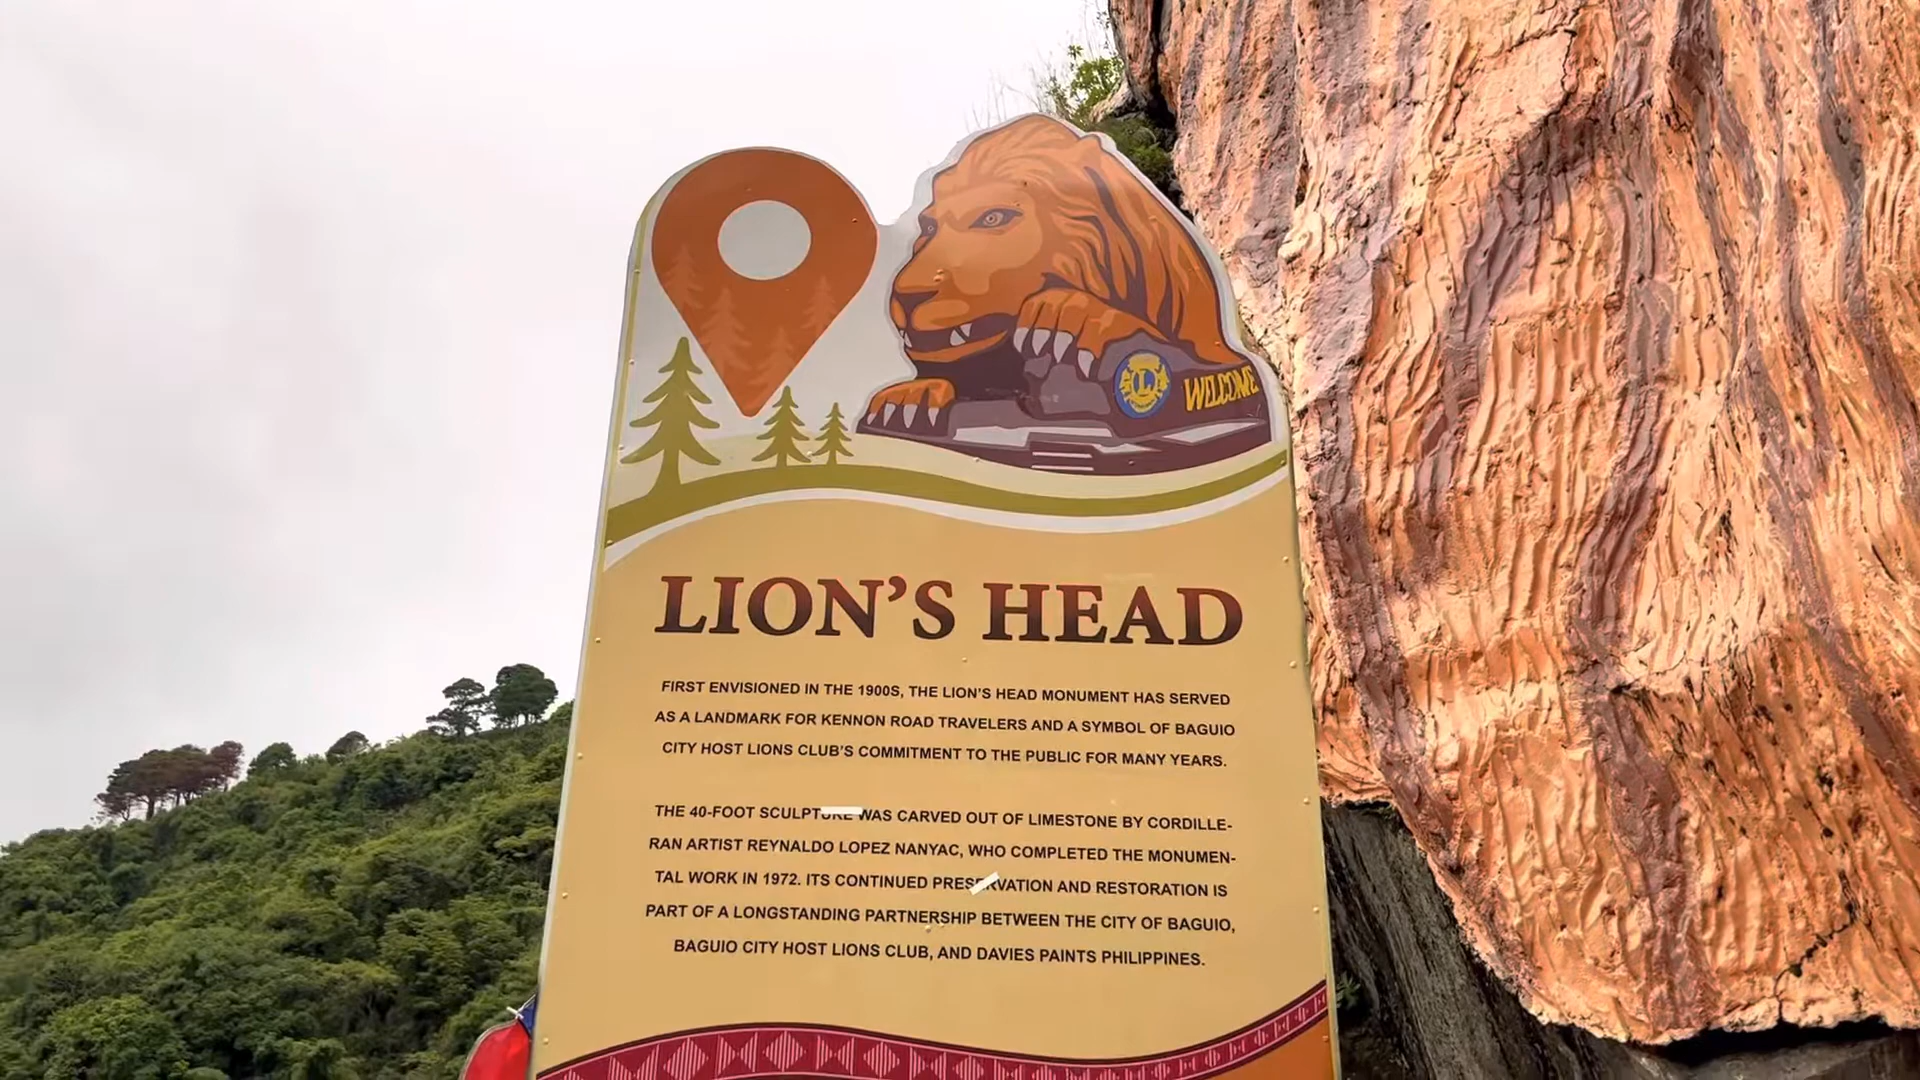 L
WELCOME
LION'S HEAD
FIRST ENVISIONED IN THE 1900S, THE LION'S HEAD MONUMENT HAS SERVED
AS A LANDMARK FOR KENNON ROAD TRAVELERS AND A SYMBOL OF BAGUIO
CITY HOST LIONS CLUB'S COMMITMENT TO THE PUBLIC FOR MANY YEARS.
THE 40-FOOT SCULPTURE WAS CARVED OUT OF LIMESTONE BY CORDILLE-
RAN ARTIST REYNALDO LOPEZ NANYAC, WHO COMPLETED THE MONUMEN-
TAL WORK IN 1972. ITS CONTINUED PRESERVATION AND RESTORATION IS
PART OF A LONGSTANDING PARTNERSHIP BETWEEN THE CITY OF BAGUIO,
BAGUIO CITY HOST LIONS CLUB, AND DAVIES PAINTS PHILIPPINES.